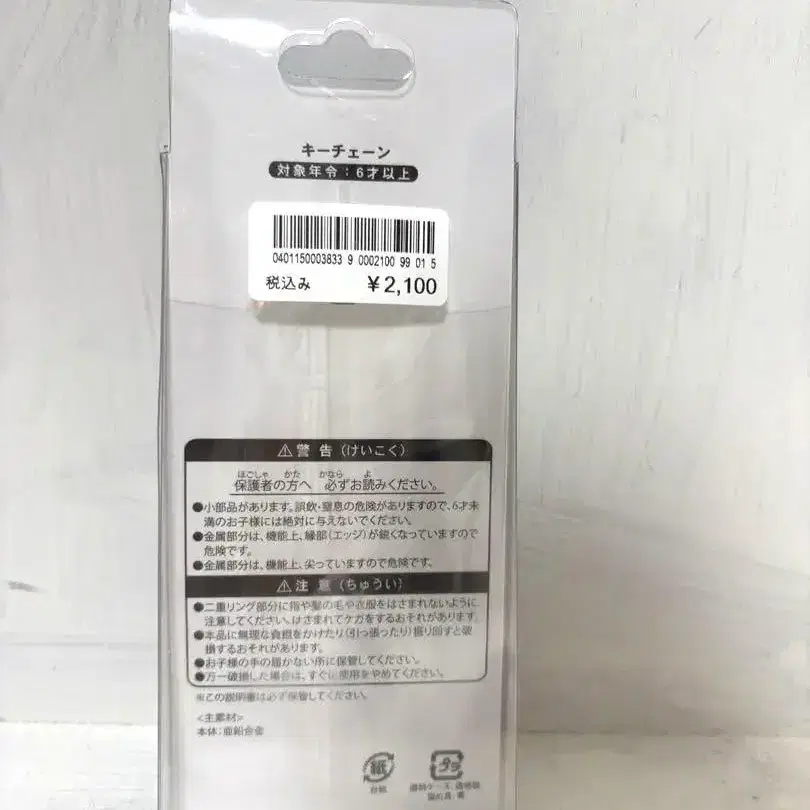 キーチェーン
対象年令：6才以上
0401150003833 9 0002100 99 01 5
税込み ￥2,100
⚠警 告（けいこく）
ほごしゃ かた かなら よ
保護者の方へ 必ずお読みください。
●小部品があります。誤飲・窒息の危険がありますので、6才未
満のお子様には絶対に与えないでください。
●金属部分は、機能上、縁部（エッジ）が鋭くなっていますので
危険です。
●金属部分は、機能上、尖っていますので危険です。
⚠注 意（ちゅうい）
●二重リング部分に指や髪の毛や衣服をはさまれないように
注意してください。はさまれてケガをするおそれがあります。
●本品に無理な負担をかけたり（引っ張ったり）振り回すと破
損するおそれがあります。
●お子様の手の届かない所に保管してください。
●万一破損した場合は、すぐに使用をやめてください。
※この説明書は必ず保管してください。
<主素材>
本体：亜鉛合金
紙 プラ
台紙